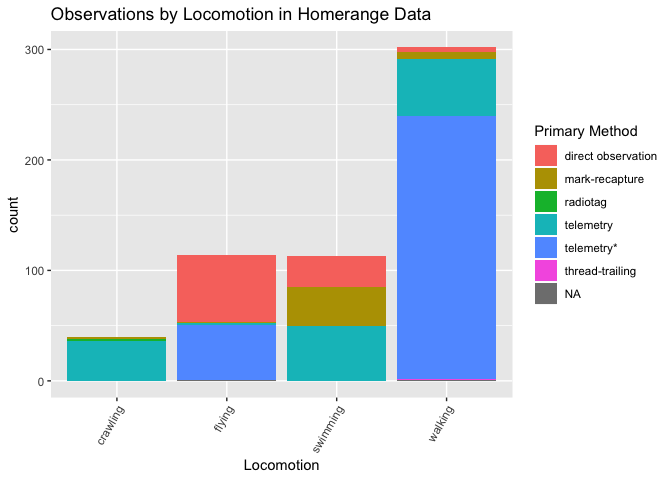 Observations by Locomotion in Homerange Data
300
200
100
0
count
crawling
flying
swimming
walking
Locomotion
Primary Method
direct observation
mark-recapture
radiotag
telemetry
telemetry*
thread-trailing
NA